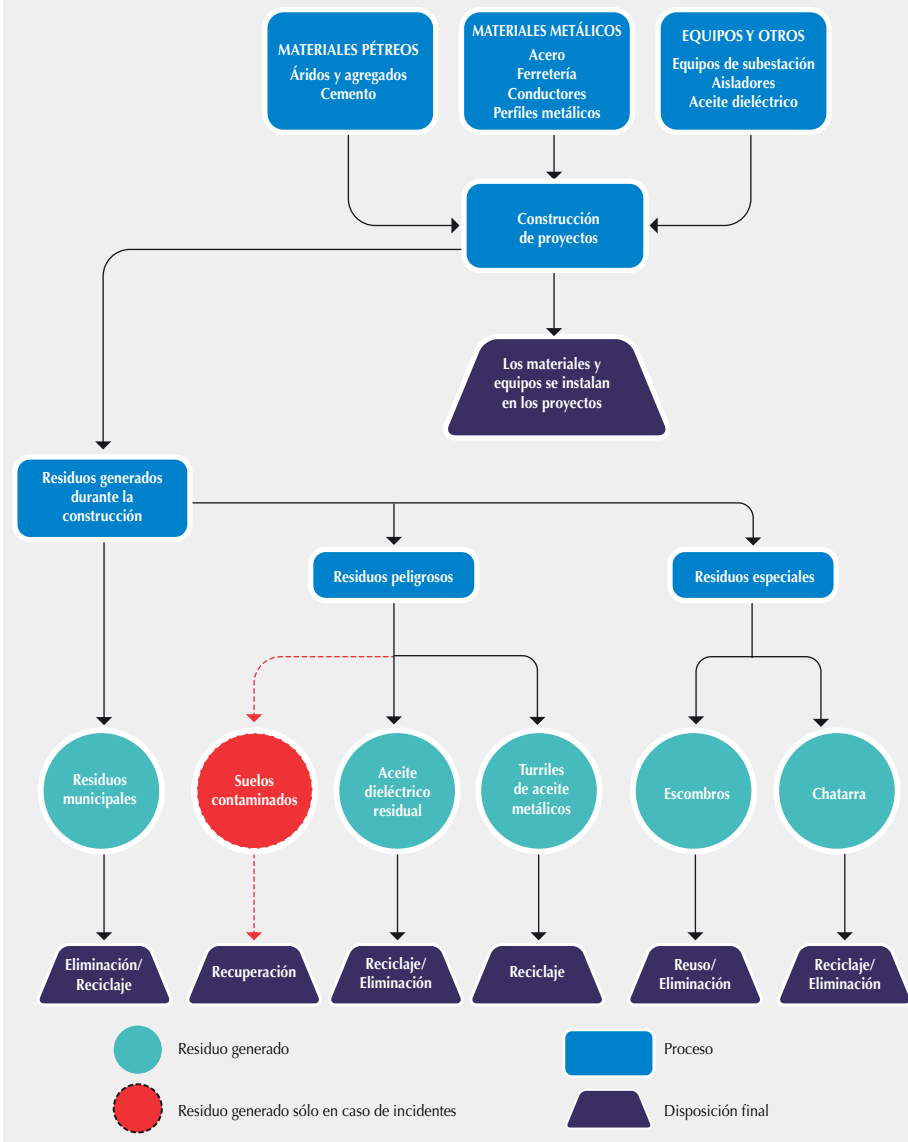 MATERIALES PÉTREOS
Áridos y agregados
Cemento
MATERIALES METÁLICOS
Acero
Ferretería
Conductores
Perfiles metálicos
EQUIPOS Y OTROS
Equipos de subestación
Aisladores
Aceite dieléctrico
Construcción
de proyectos
Los materiales y
equipos se instalan
en los proyectos
Residuos generados
durante la
construcción
Residuos peligrosos
Residuos especiales
Residuos
municipales
Suelos
contaminados
Aceite
dieléctrico
residual
Turriles
de aceite
metálicos
Escombros
Chatarra
Eliminación/
Reciclaje
Recuperación
Reciclaje/
Eliminación
Reciclaje
Reuso/
Eliminación
Reciclaje/
Eliminación
Residuo generado
Proceso
Residuo generado sólo en caso de incidentes
Disposición final